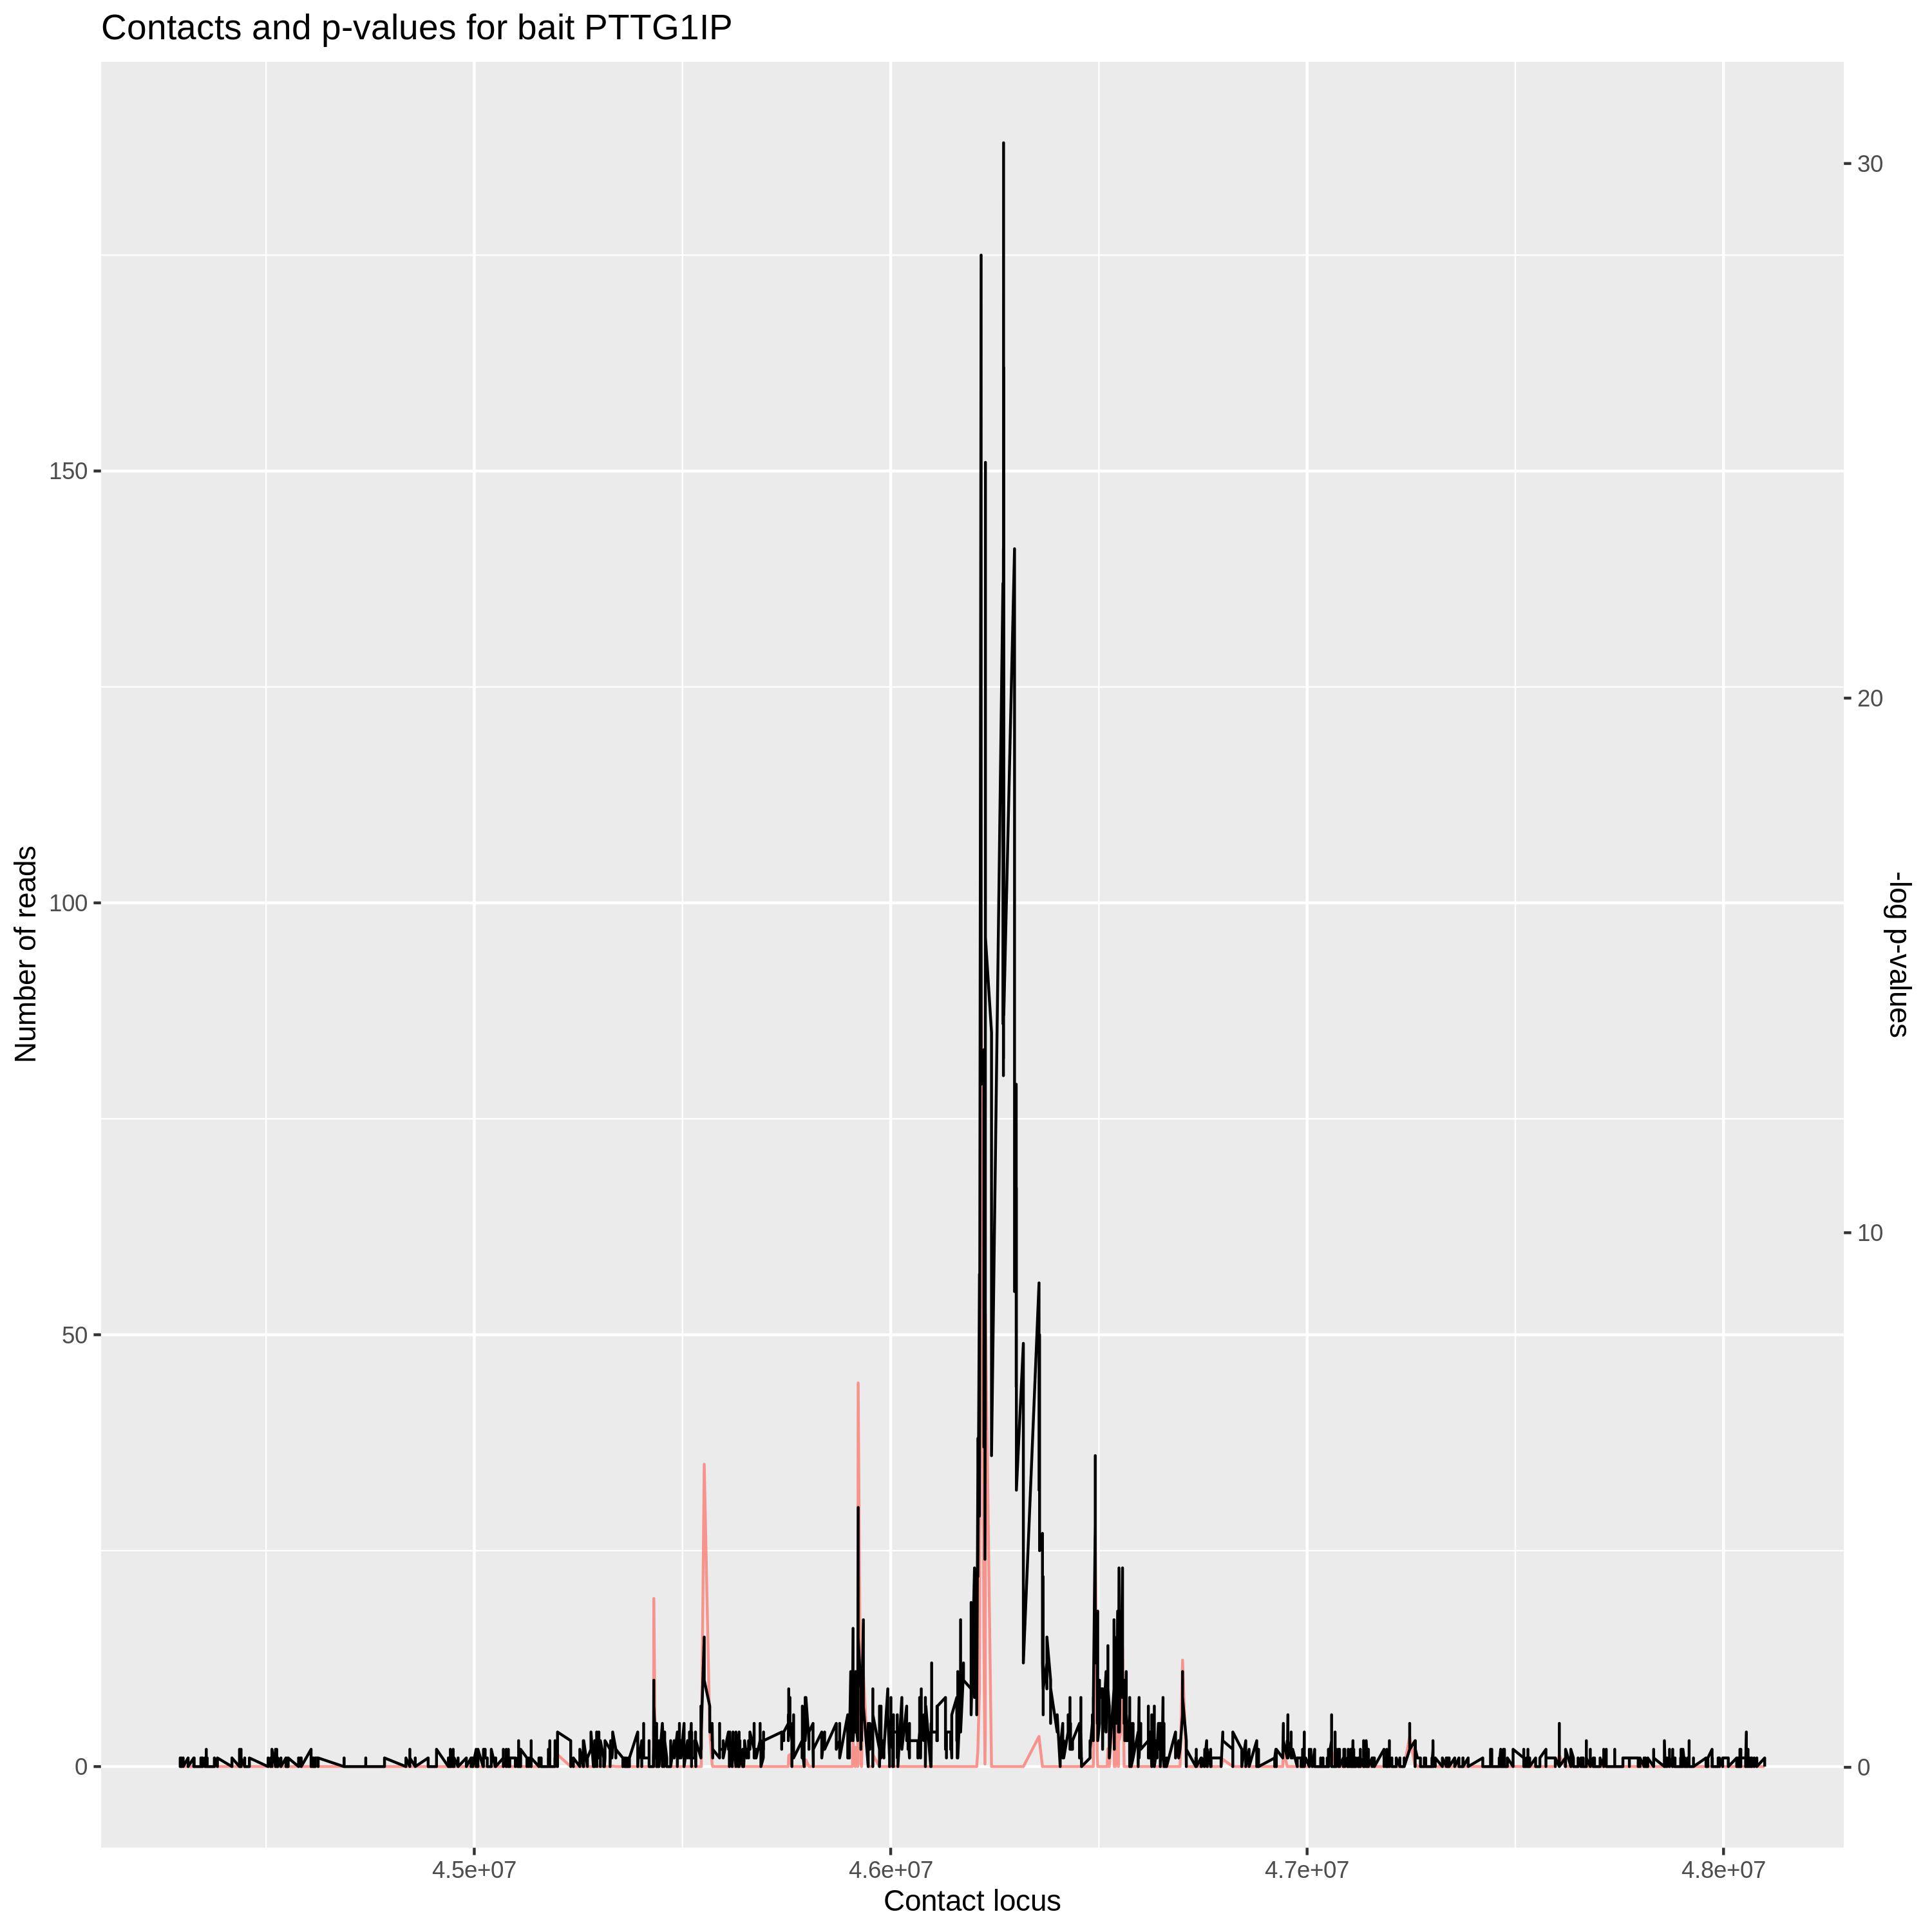 Contacts and p-values for bait PTTG1IP
30
150
20
100
Number of reads
-log p-values
10
50
0
0
4.5e+07
4.6e+07
4.7e+07
4.8e+07
Contact locus